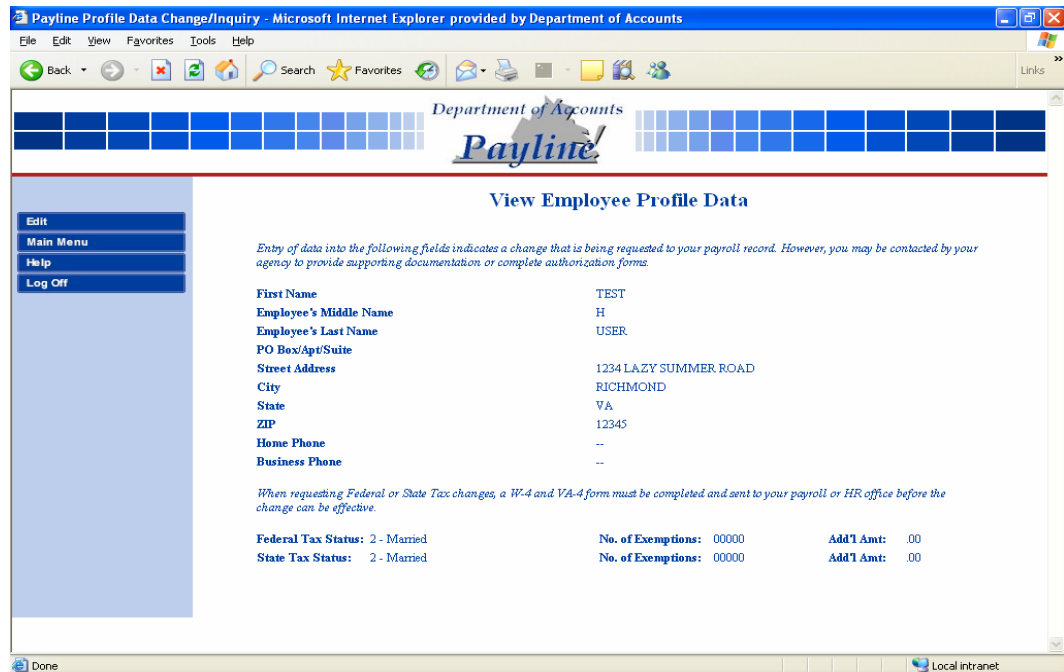 Payline Profile Data Change/Inquiry - Microsoft Internet Explorer provided by Department of Accounts
File Edit View Favorites Tools Help
Back Search Favorites Links »
Department of Accounts
Payline!
View Employee Profile Data
Edit
Main Menu
Help
Log Off
Entry of data into the following fields indicates a change that is being requested to your payroll record. However, you may be contacted by your
agency to provide supporting documentation or complete authorization forms.
First Name TEST
Employee's Middle Name H
Employee's Last Name USER
PO Box/Apt/Suite
Street Address 1234 LAZY SUMMER ROAD
City RICHMOND
State VA
ZIP 12345
Home Phone --
Business Phone --
When requesting Federal or State Tax changes, a W-4 and VA-4 form must be completed and sent to your payroll or HR office before the
change can be effective.
Federal Tax Status: 2 - Married No. of Exemptions: 00000 Add'l Amt: .00
State Tax Status: 2 - Married No. of Exemptions: 00000 Add'l Amt: .00
Done Local intranet